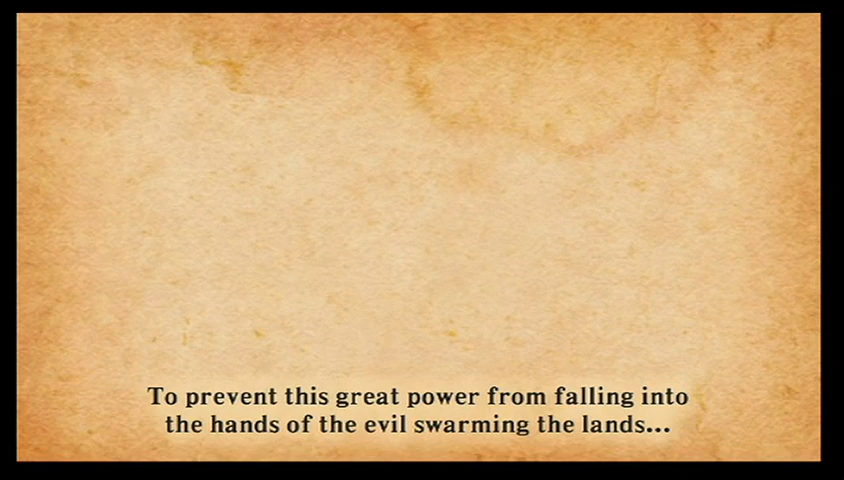 To prevent this great power from falling into
the hands of the evil swarming the lands...